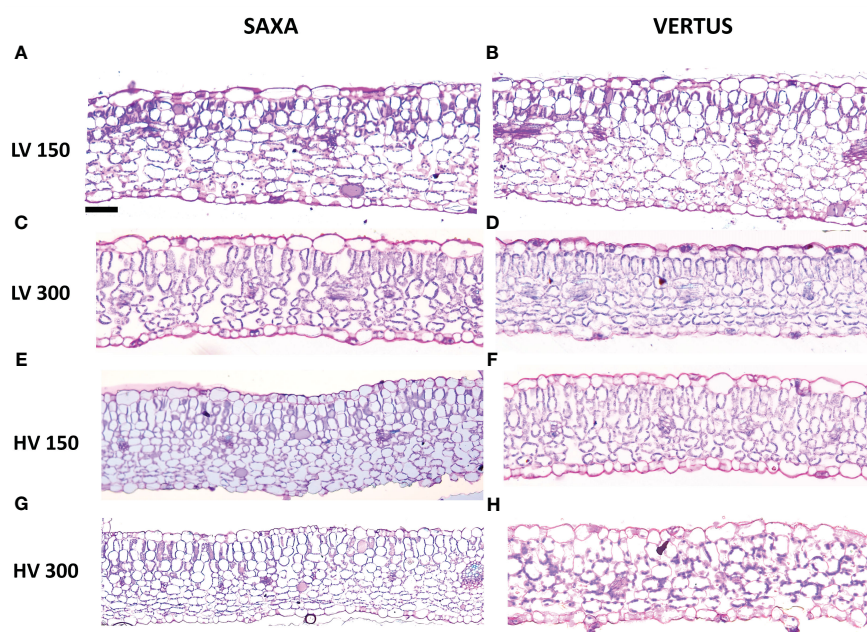 SAXA VERTUS
A B
LV 150
C D
LV 300
E F
HV 150
G H
HV 300